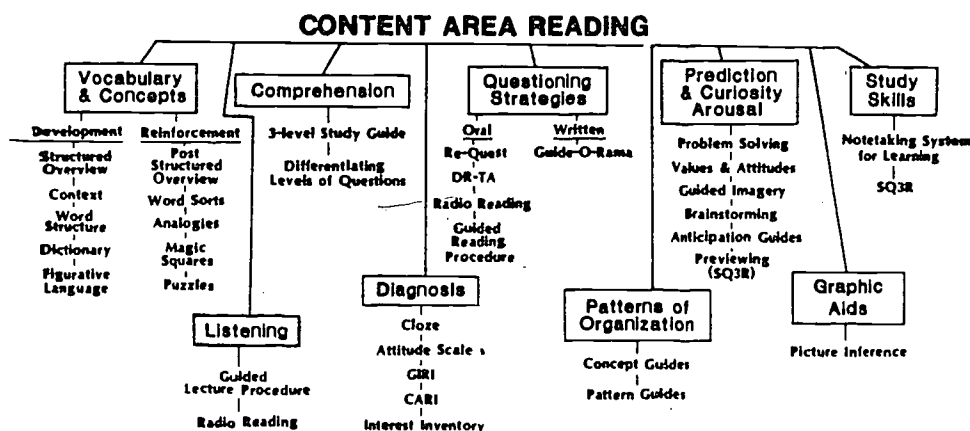 CONTENT AREA READING
Vocabulary
& Concepts
Development
Structured
Overview
Context
Word
Structure
Dictionary
Figurative
Language
Reinforcement
Post
Structured
Overview
Word Sorts
Analogies
Magic
Squares
Puzzles
Listening
Guided
Lecture Procedure
Radio Reading
Comprehension
3-level Study Guide
Differentiating
Levels of Questions
Diagnosis
Cloze
Attitude Scales
GIRI
CARI
Interest Inventory
Questioning
Strategies
Oral
Re-Quest
DR-TA
Radio Reading
Guided
Reading
Procedure
Written
Guide-O-Rama
Patterns of
Organization
Concept Guides
Pattern Guides
Prediction
& Curiosity
Arousal
Problem Solving
Values & Attitudes
Guided Imagery
Brainstorming
Anticipation Guides
Previewing
(SQ3R)
Graphic
Aids
Picture Inference
Study
Skills
Notetaking System
for Learning
SQ3R